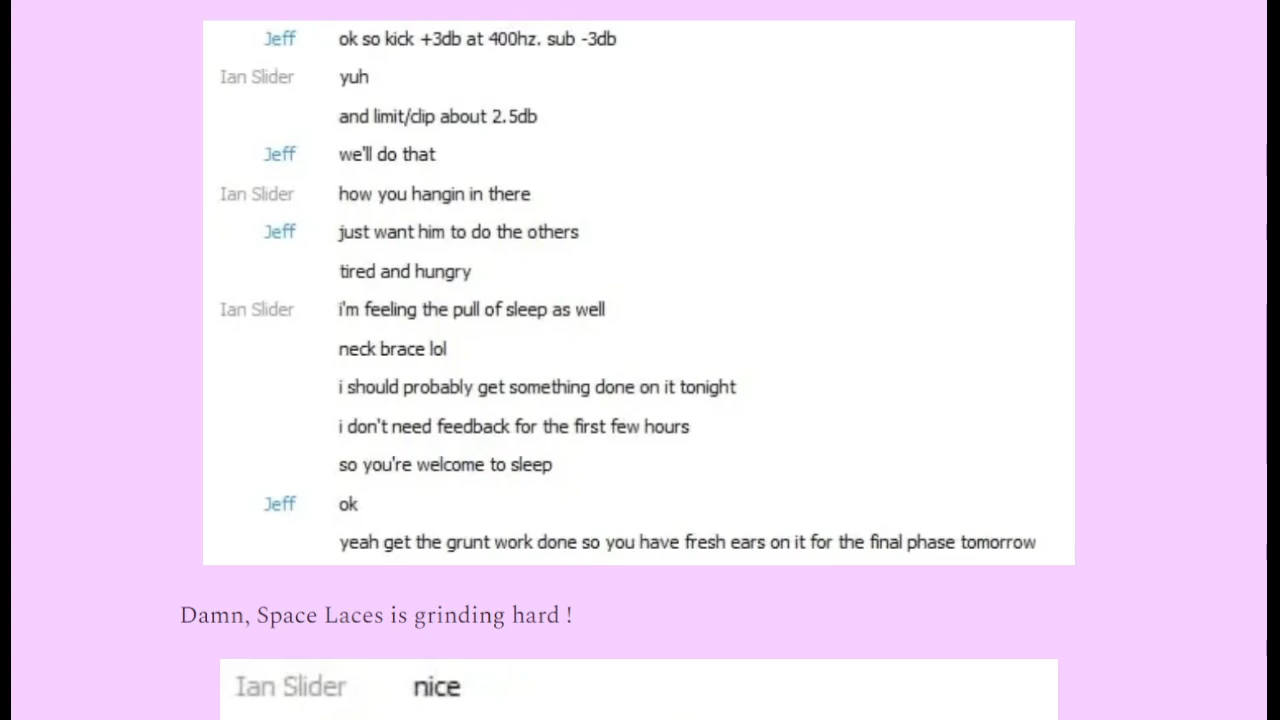 Jeff ok so kick +3db at 400hz. sub -3db
Ian Slider yuh
and limit/clip about 2.5db
Jeff we'll do that
Ian Slider how you hangin in there
Jeff just want him to do the others
tired and hungry
Ian Slider i'm feeling the pull of sleep as well
neck brace lol
i should probably get something done on it tonight
i don't need feedback for the first few hours
so you're welcome to sleep
Jeff ok
yeah get the grunt work done so you have fresh ears on it for the final phase tomorrow
Damn, Space Laces is grinding hard !
Ian Slider nice